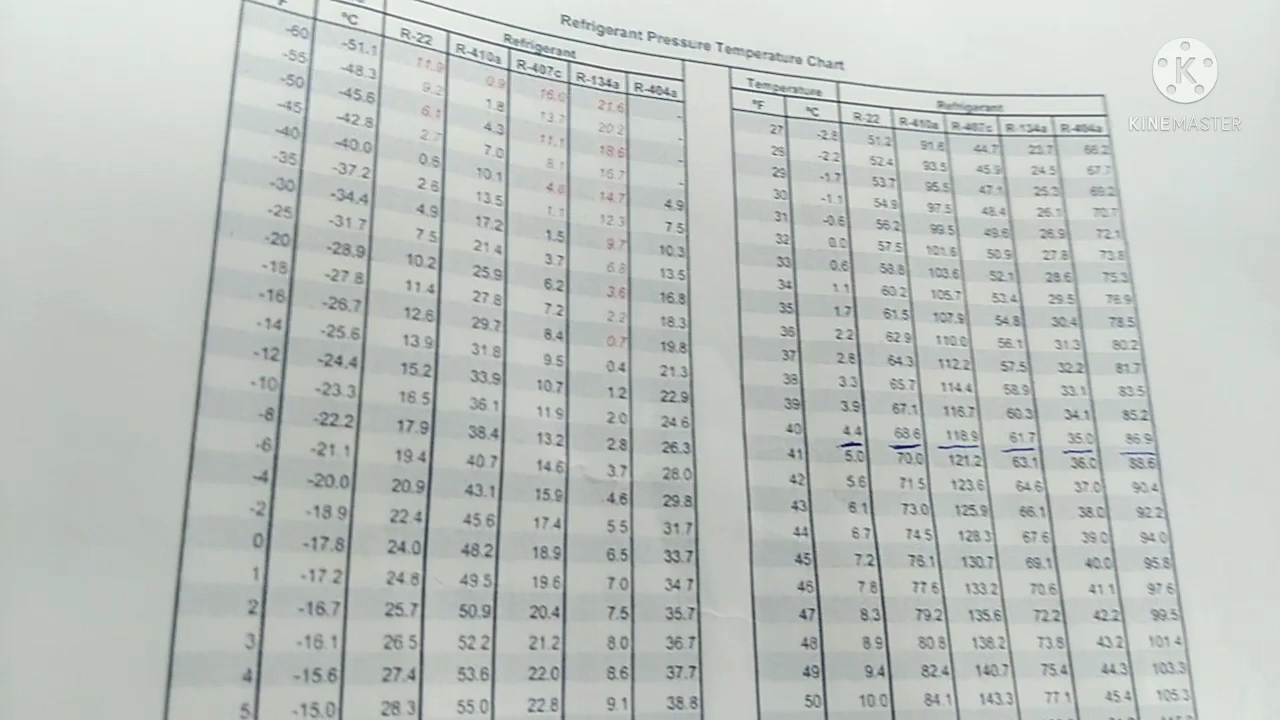 Refrigerant Pressure Temperature Chart
Refrigerant
°C R-22 R-410a R-407c R-134a R-404a
-60 -51.1 11.9 0.9 16.0 21.6 -
-55 -48.3 9.2 1.8 13.7 20.2 -
-50 -45.6 6.1 4.3 11.1 18.6 -
-45 -42.8 2.7 7.0 8.1 16.7 -
-40 -40.0 0.6 10.1 4.8 14.7 4.9
-35 -37.2 2.6 13.5 1.1 12.3 7.5
-30 -34.4 4.9 17.2 1.5 9.7 10.3
-25 -31.7 7.5 21.4 3.7 6.8 13.5
-20 -28.9 10.2 25.9 6.2 3.6 16.8
-18 -27.8 11.4 27.8 7.2 2.2 18.3
-16 -26.7 12.6 29.7 8.4 0.7 19.8
-14 -25.6 13.9 31.8 9.5 0.4 21.3
-12 -24.4 15.2 33.9 10.7 1.2 22.9
-10 -23.3 16.5 36.1 11.9 2.0 24.6
-8 -22.2 17.9 38.4 13.2 2.8 26.3
-6 -21.1 19.4 40.7 14.6 3.7 28.0
-4 -20.0 20.9 43.1 15.9 4.6 29.8
-2 -18.9 22.4 45.6 17.4 5.5 31.7
0 -17.8 24.0 48.2 18.9 6.5 33.7
1 -17.2 24.8 49.5 19.6 7.0 34.7
2 -16.7 25.7 50.9 20.4 7.5 35.7
3 -16.1 26.5 52.2 21.2 8.0 36.7
4 -15.6 27.4 53.6 22.0 8.6 37.7
5 -15.0 28.3 55.0 22.8 9.1 38.8
Temperature Refrigerant
°F °C R-22 R-410a R-407c R-134a R-404a
27 -2.8 51.2 91.6 44.7 23.7 66.2
28 -2.2 52.4 93.5 45.9 24.5 67.7
29 -1.7 53.7 95.5 47.1 25.3 69.2
30 -1.1 54.9 97.5 48.4 26.1 70.7
31 -0.6 56.2 99.5 49.6 26.9 72.1
32 0.0 57.5 101.6 50.9 27.8 73.8
33 0.6 58.8 103.6 52.1 28.6 75.3
34 1.1 60.2 105.7 53.4 29.5 76.9
35 1.7 61.5 107.9 54.8 30.4 78.5
36 2.2 62.9 110.0 56.1 31.3 80.2
37 2.8 64.3 112.2 57.5 32.2 81.7
38 3.3 65.7 114.4 58.9 33.1 83.5
39 3.9 67.1 116.7 60.3 34.1 85.2
40 4.4 68.6 118.9 61.7 35.0 86.9
41 5.0 70.0 121.2 63.1 36.0 88.6
42 5.6 71.5 123.6 64.6 37.0 90.4
43 6.1 73.0 125.9 66.1 38.0 92.2
44 6.7 74.5 128.3 67.6 39.0 94.0
45 7.2 76.1 130.7 69.1 40.0 95.8
46 7.8 77.6 133.2 70.6 41.1 97.6
47 8.3 79.2 135.6 72.2 42.2 99.5
48 8.9 80.8 138.2 73.8 43.2 101.4
49 9.4 82.4 140.7 75.4 44.3 103.3
50 10.0 84.1 143.3 77.1 45.4 105.3
K
KINEMASTER